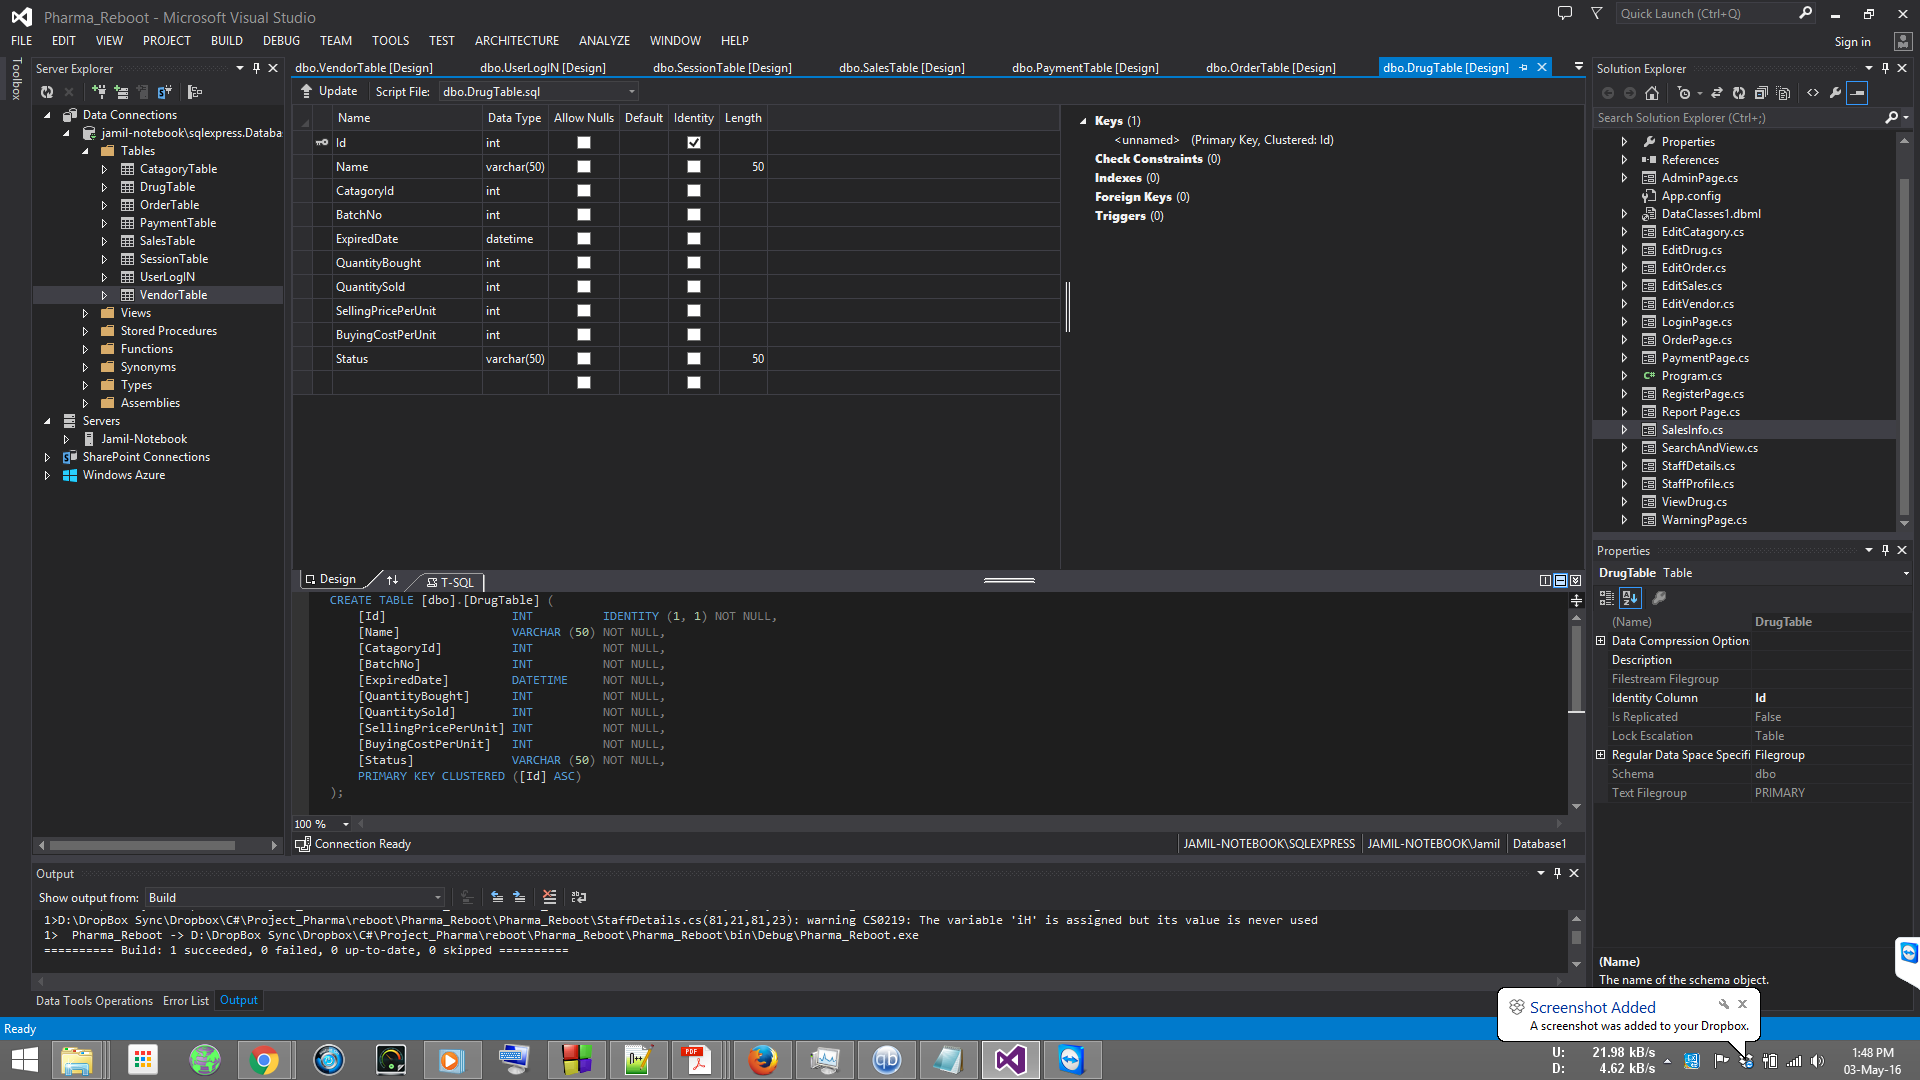 Pharma_Reboot - Microsoft Visual Studio
Quick Launch (Ctrl+Q)
FILE EDIT VIEW PROJECT BUILD DEBUG TEAM TOOLS TEST ARCHITECTURE ANALYZE WINDOW HELP
Sign in
Toolbox
Server Explorer
Data Connections
jamil-notebook\sqlexpress.Databa
Tables
CatagoryTable
DrugTable
OrderTable
PaymentTable
SalesTable
SessionTable
UserLogIN
VendorTable
Views
Stored Procedures
Functions
Synonyms
Types
Assemblies
Servers
Jamil-Notebook
SharePoint Connections
Windows Azure
dbo.VendorTable [Design] dbo.UserLogIN [Design] dbo.SessionTable [Design] dbo.SalesTable [Design] dbo.PaymentTable [Design] dbo.OrderTable [Design] dbo.DrugTable [Design]
Update Script File: dbo.DrugTable.sql
Name Data Type Allow Nulls Default Identity Length
Id int
Name varchar(50) 50
CatagoryId int
BatchNo int
ExpiredDate datetime
QuantityBought int
QuantitySold int
SellingPricePerUnit int
BuyingCostPerUnit int
Status varchar(50) 50
Keys (1)
<unnamed> (Primary Key, Clustered: Id)
Check Constraints (0)
Indexes (0)
Foreign Keys (0)
Triggers (0)
Design T-SQL
CREATE TABLE [dbo].[DrugTable] (
[Id] INT IDENTITY (1, 1) NOT NULL,
[Name] VARCHAR (50) NOT NULL,
[CatagoryId] INT NOT NULL,
[BatchNo] INT NOT NULL,
[ExpiredDate] DATETIME NOT NULL,
[QuantityBought] INT NOT NULL,
[QuantitySold] INT NOT NULL,
[SellingPricePerUnit] INT NOT NULL,
[BuyingCostPerUnit] INT NOT NULL,
[Status] VARCHAR (50) NOT NULL,
PRIMARY KEY CLUSTERED ([Id] ASC)
);
100 %
Connection Ready JAMIL-NOTEBOOK\SQLEXPRESS JAMIL-NOTEBOOK\Jamil Database1
Output
Show output from: Build
1>D:\DropBox Sync\Dropbox\C#\Project_Pharma\reboot\Pharma_Reboot\Pharma_Reboot\StaffDetails.cs(81,21,81,23): warning CS0219: The variable 'iH' is assigned but its value is never used
1> Pharma_Reboot -> D:\DropBox Sync\Dropbox\C#\Project_Pharma\reboot\Pharma_Reboot\Pharma_Reboot\bin\Debug\Pharma_Reboot.exe
========== Build: 1 succeeded, 0 failed, 0 up-to-date, 0 skipped ==========
Data Tools Operations Error List Output
Solution Explorer
Search Solution Explorer (Ctrl+;)
Properties
References
AdminPage.cs
App.config
DataClasses1.dbml
EditCatagory.cs
EditDrug.cs
EditOrder.cs
EditSales.cs
EditVendor.cs
LoginPage.cs
OrderPage.cs
PaymentPage.cs
C# Program.cs
RegisterPage.cs
Report Page.cs
SalesInfo.cs
SearchAndView.cs
StaffDetails.cs
StaffProfile.cs
ViewDrug.cs
WarningPage.cs
Properties
DrugTable Table
(Name) DrugTable
Data Compression Option
Description
Filestream Filegroup
Identity Column Id
Is Replicated False
Lock Escalation Table
Regular Data Space Specifi Filegroup
Schema dbo
Text Filegroup PRIMARY
(Name)
The name of the schema object.
Screenshot Added
A screenshot was added to your Dropbox.
Ready
PDF
qb
U: 21.98 kB/s
D: 4.62 kB/s
1:48 PM
03-May-16